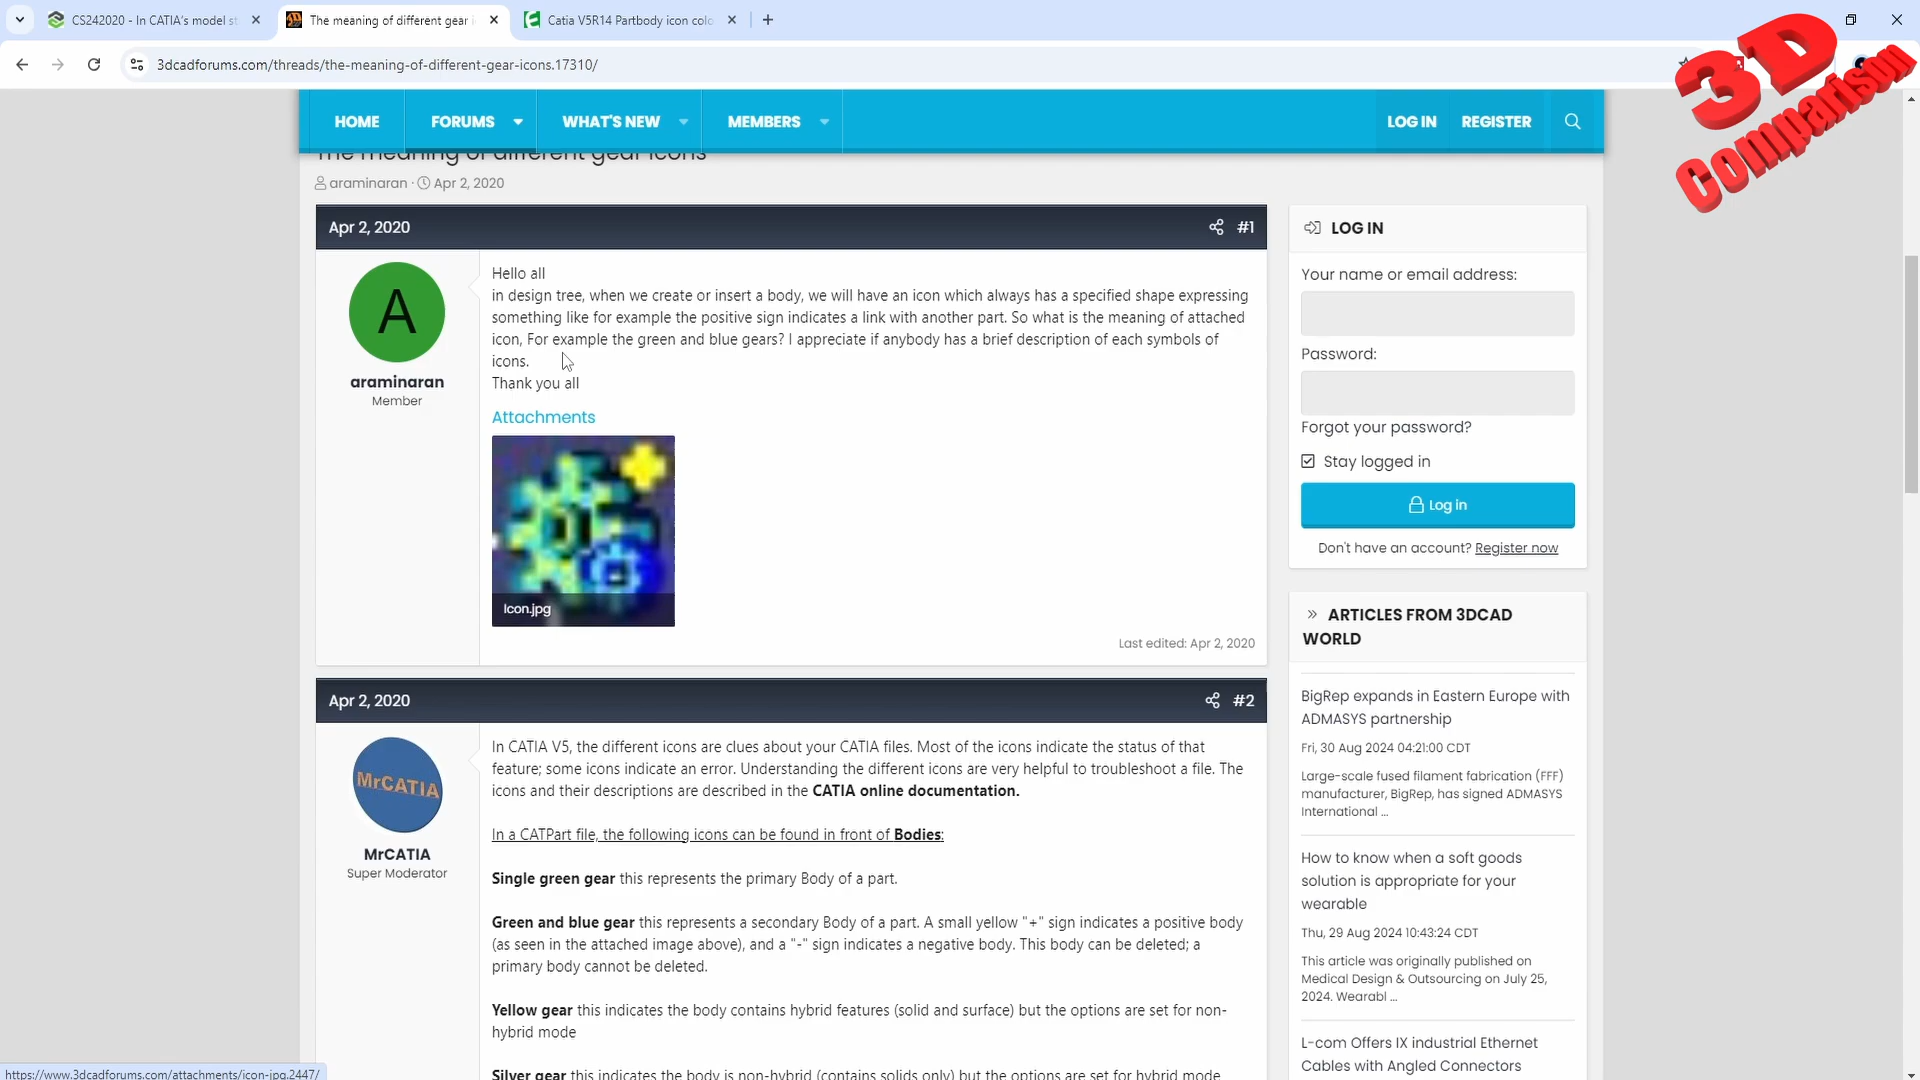 CS242020 - In CATIA's model st
The meaning of different gear i
Catia V5R14 Partbody icon colo
3dcadforums.com/threads/the-meaning-of-different-gear-icons.17310/
3D
Comparison
HOME
FORUMS
WHAT'S NEW
MEMBERS
LOG IN
REGISTER
The meaning of different gear icons
araminaran · Apr 2, 2020
Apr 2, 2020
#1
A
araminaran
Member
Hello all
in design tree, when we create or insert a body, we will have an icon which always has a specified shape expressing
something like for example the positive sign indicates a link with another part. So what is the meaning of attached
icon, For example the green and blue gears? I appreciate if anybody has a brief description of each symbols of
icons.
Thank you all
Attachments
Icon.jpg
Last edited: Apr 2, 2020
Apr 2, 2020
#2
MrCATIA
MrCATIA
Super Moderator
In CATIA V5, the different icons are clues about your CATIA files. Most of the icons indicate the status of that
feature; some icons indicate an error. Understanding the different icons are very helpful to troubleshoot a file. The
icons and their descriptions are described in the CATIA online documentation.
In a CATPart file, the following icons can be found in front of Bodies:
Single green gear this represents the primary Body of a part.
Green and blue gear this represents a secondary Body of a part. A small yellow "+" sign indicates a positive body
(as seen in the attached image above), and a "-" sign indicates a negative body. This body can be deleted; a
primary body cannot be deleted.
Yellow gear this indicates the body contains hybrid features (solid and surface) but the options are set for non-
hybrid mode
Silver gear this indicates the body is non-hybrid (contains solids only) but the options are set for hybrid mode
LOG IN
Your name or email address:
Password:
Forgot your password?
Stay logged in
Log in
Don't have an account? Register now
» ARTICLES FROM 3DCAD
WORLD
BigRep expands in Eastern Europe with
ADMASYS partnership
Fri, 30 Aug 2024 04:21:00 CDT
Large-scale fused filament fabrication (FFF)
manufacturer, BigRep, has signed ADMASYS
International ...
How to know when a soft goods
solution is appropriate for your
wearable
Thu, 29 Aug 2024 10:43:24 CDT
This article was originally published on
Medical Design & Outsourcing on July 25,
2024. Wearabl ...
L-com Offers IX industrial Ethernet
Cables with Angled Connectors
https://www.3dcadforums.com/attachments/icon-jpg.2447/